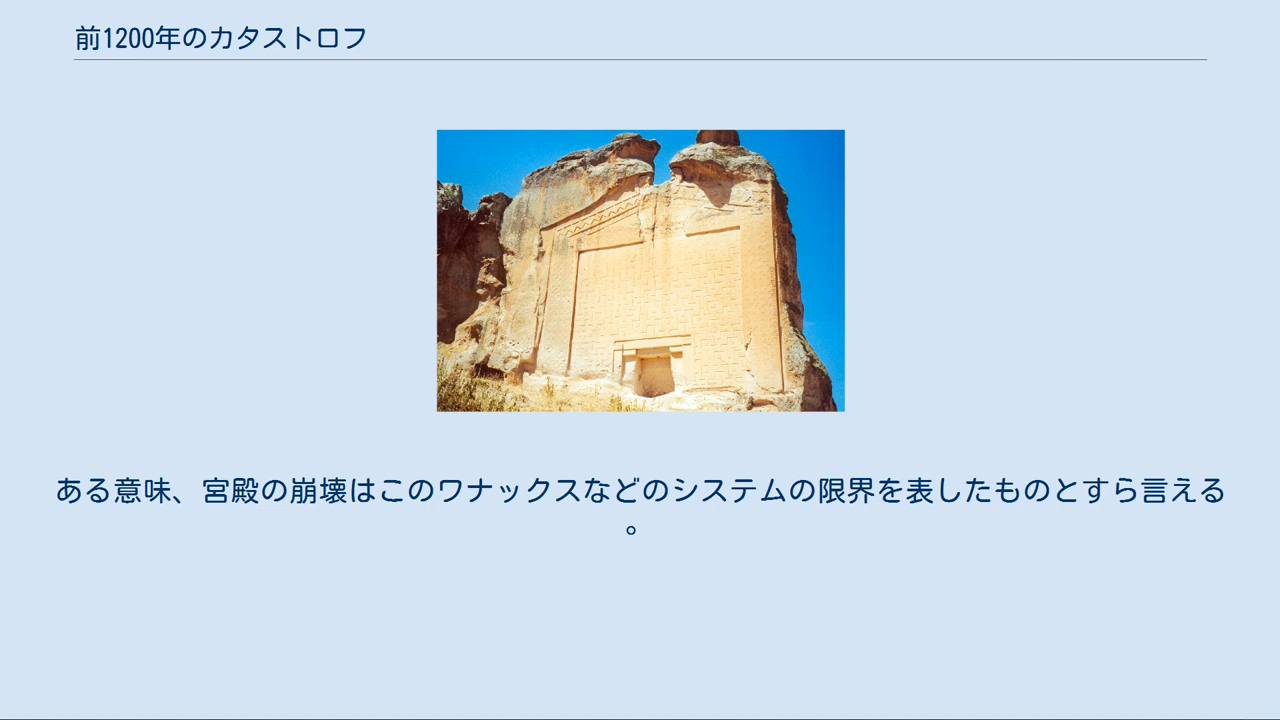 前1200年のカタストロフ
ある意味、宮殿の崩壊はこのワナックスなどのシステムの限界を表したものとすら言える
。